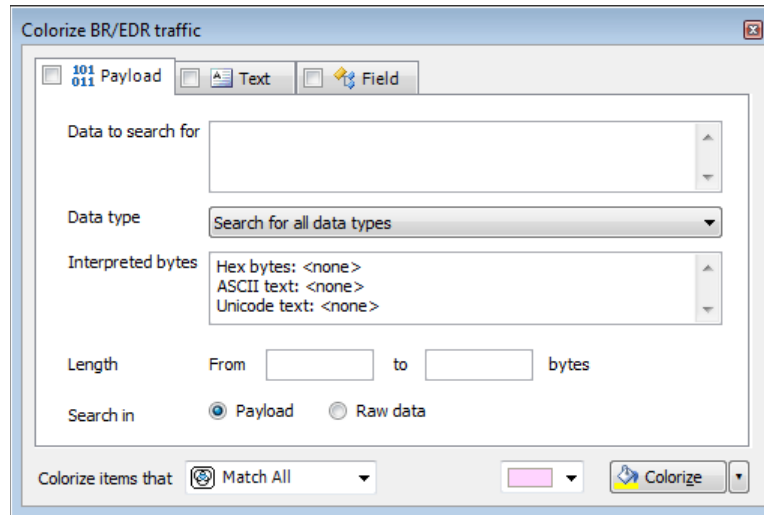 Colorize BR/EDR traffic
101
011 Payload Text Field
Data to search for
Data type Search for all data types
Interpreted bytes Hex bytes: <none>
ASCII text: <none>
Unicode text: <none>
Length From to bytes
Search in Payload Raw data
Colorize items that Match All Colorize